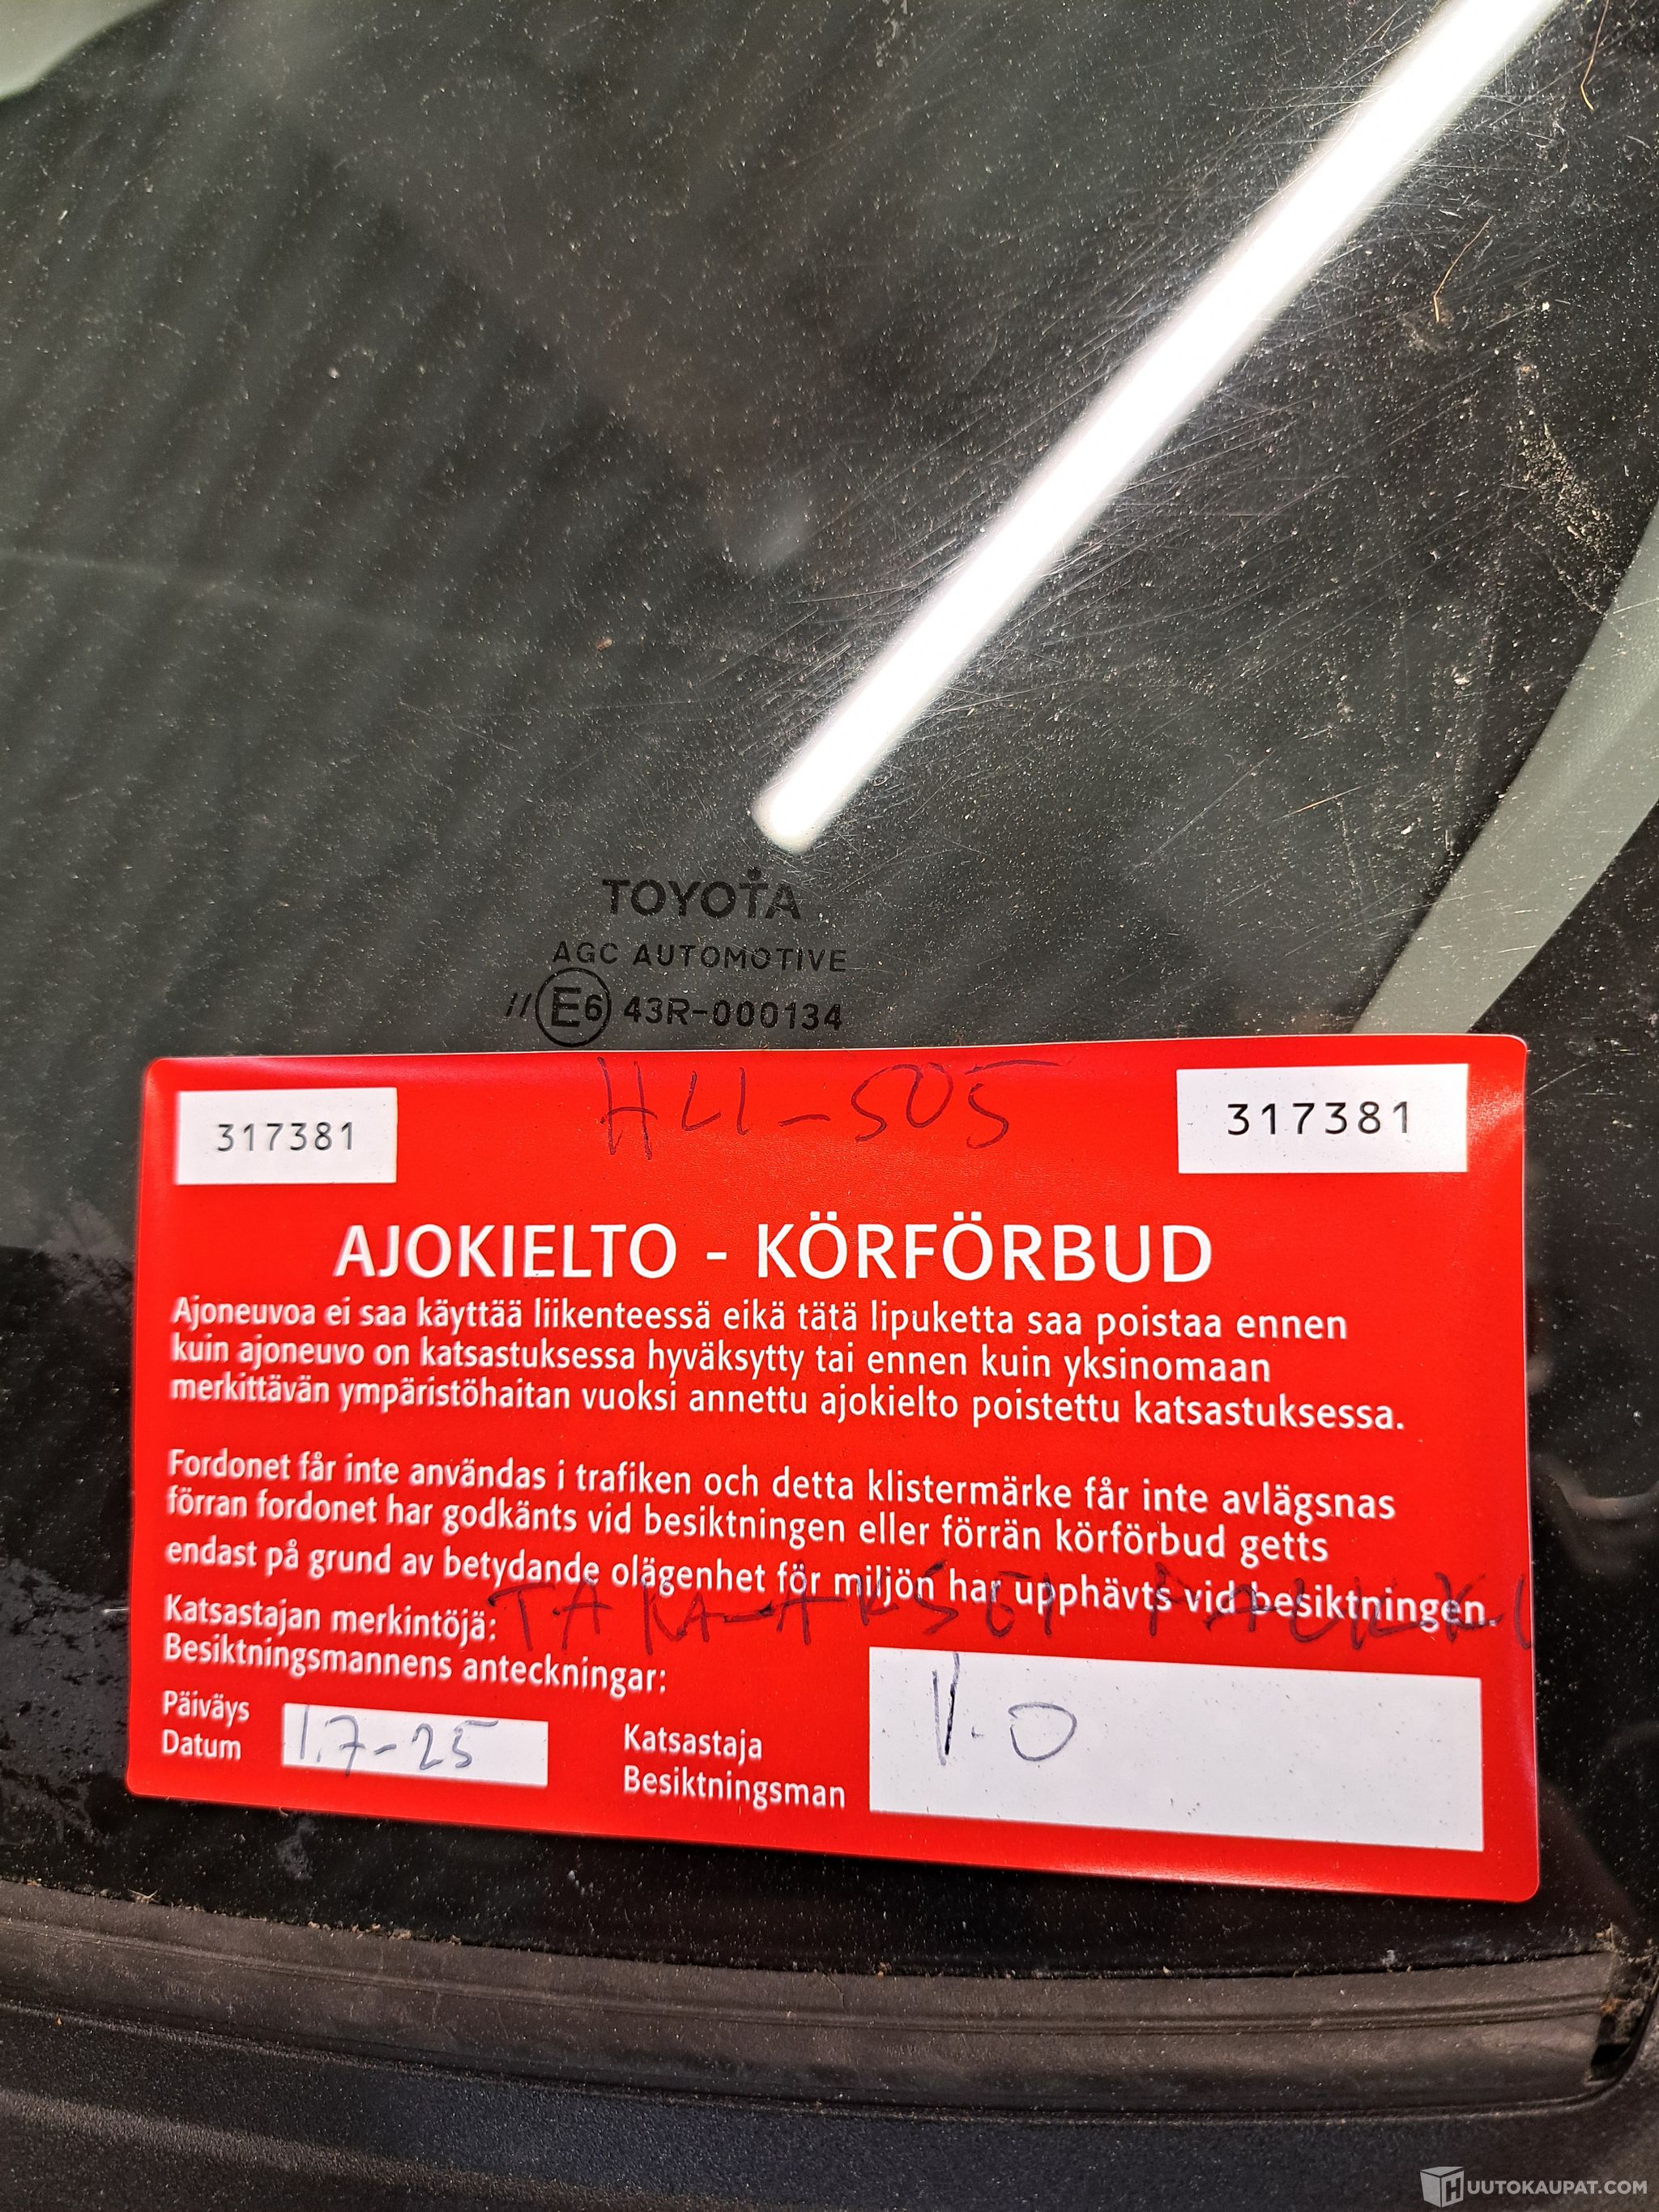 TOYOTA
AGC AUTOMOTIVE
// E6 43R-000134
HLI-505
317381
317381
AJOKIELTO - KÖRFÖRBUD
Ajoneuvoa ei saa käyttää liikenteessä eikä tätä lipuketta saa poistaa ennen
kuin ajoneuvo on katsastuksessa hyväksytty tai ennen kuin yksinomaan
merkittävän ympäristöhaitan vuoksi annettu ajokielto poistettu katsastuksessa.
Fordonet får inte användas i trafiken och detta klistermärke får inte avlägsnas
förran fordonet har godkänts vid besiktningen eller förrän körförbud getts
endast på grund av betydande olägenhet för miljön har upphävts vid besiktningen.
Katsastajan merkintöjä: TAKA-AKSELI
Besiktningsmannens anteckningar:
Päiväys
Datum
1.7-25
Katsastaja
Besiktningsman
HUUTOKAUPAT.COM